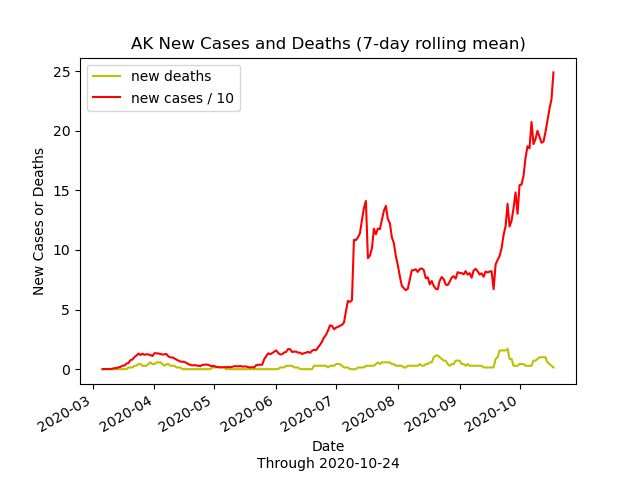 AK New Cases and Deaths (7-day rolling mean)
new deaths
new cases / 10
25
20
15
10
5
0
New Cases or Deaths
2020-03
2020-04
2020-05
2020-06
2020-07
2020-08
2020-09
2020-10
Date
Through 2020-10-24